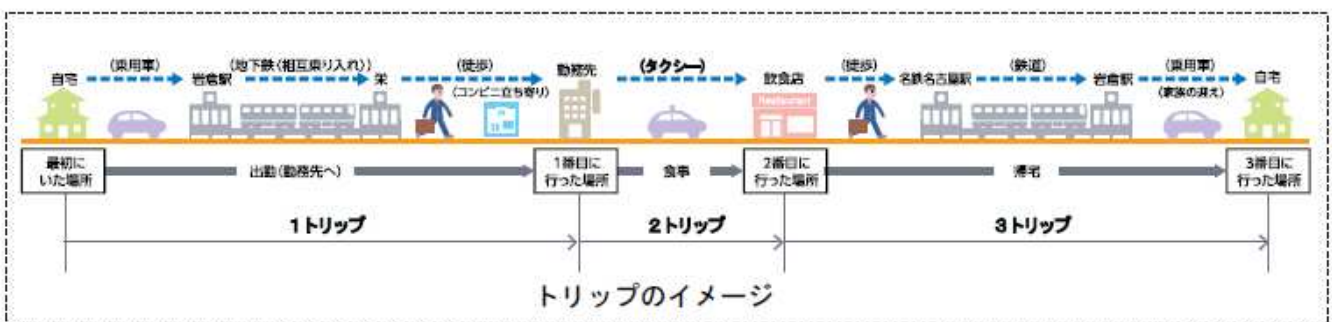 自宅 (乗用車) 岩倉駅 (地下鉄(相互乗り入れ)) 栄 (徒歩) 勤務先 (タクシー) 飲食店 (徒歩) 名鉄名古屋駅 (鉄道) 岩倉駅 (乗用車) 自宅
(コンビニ立ち寄り) (家族の迎え)
Restaurant
最初に
いた場所
出勤(勤務先へ)
1番目に
行った場所
食事
2番目に
行った場所
帰宅
3番目に
行った場所
1トリップ 2トリップ 3トリップ
トリップのイメージ